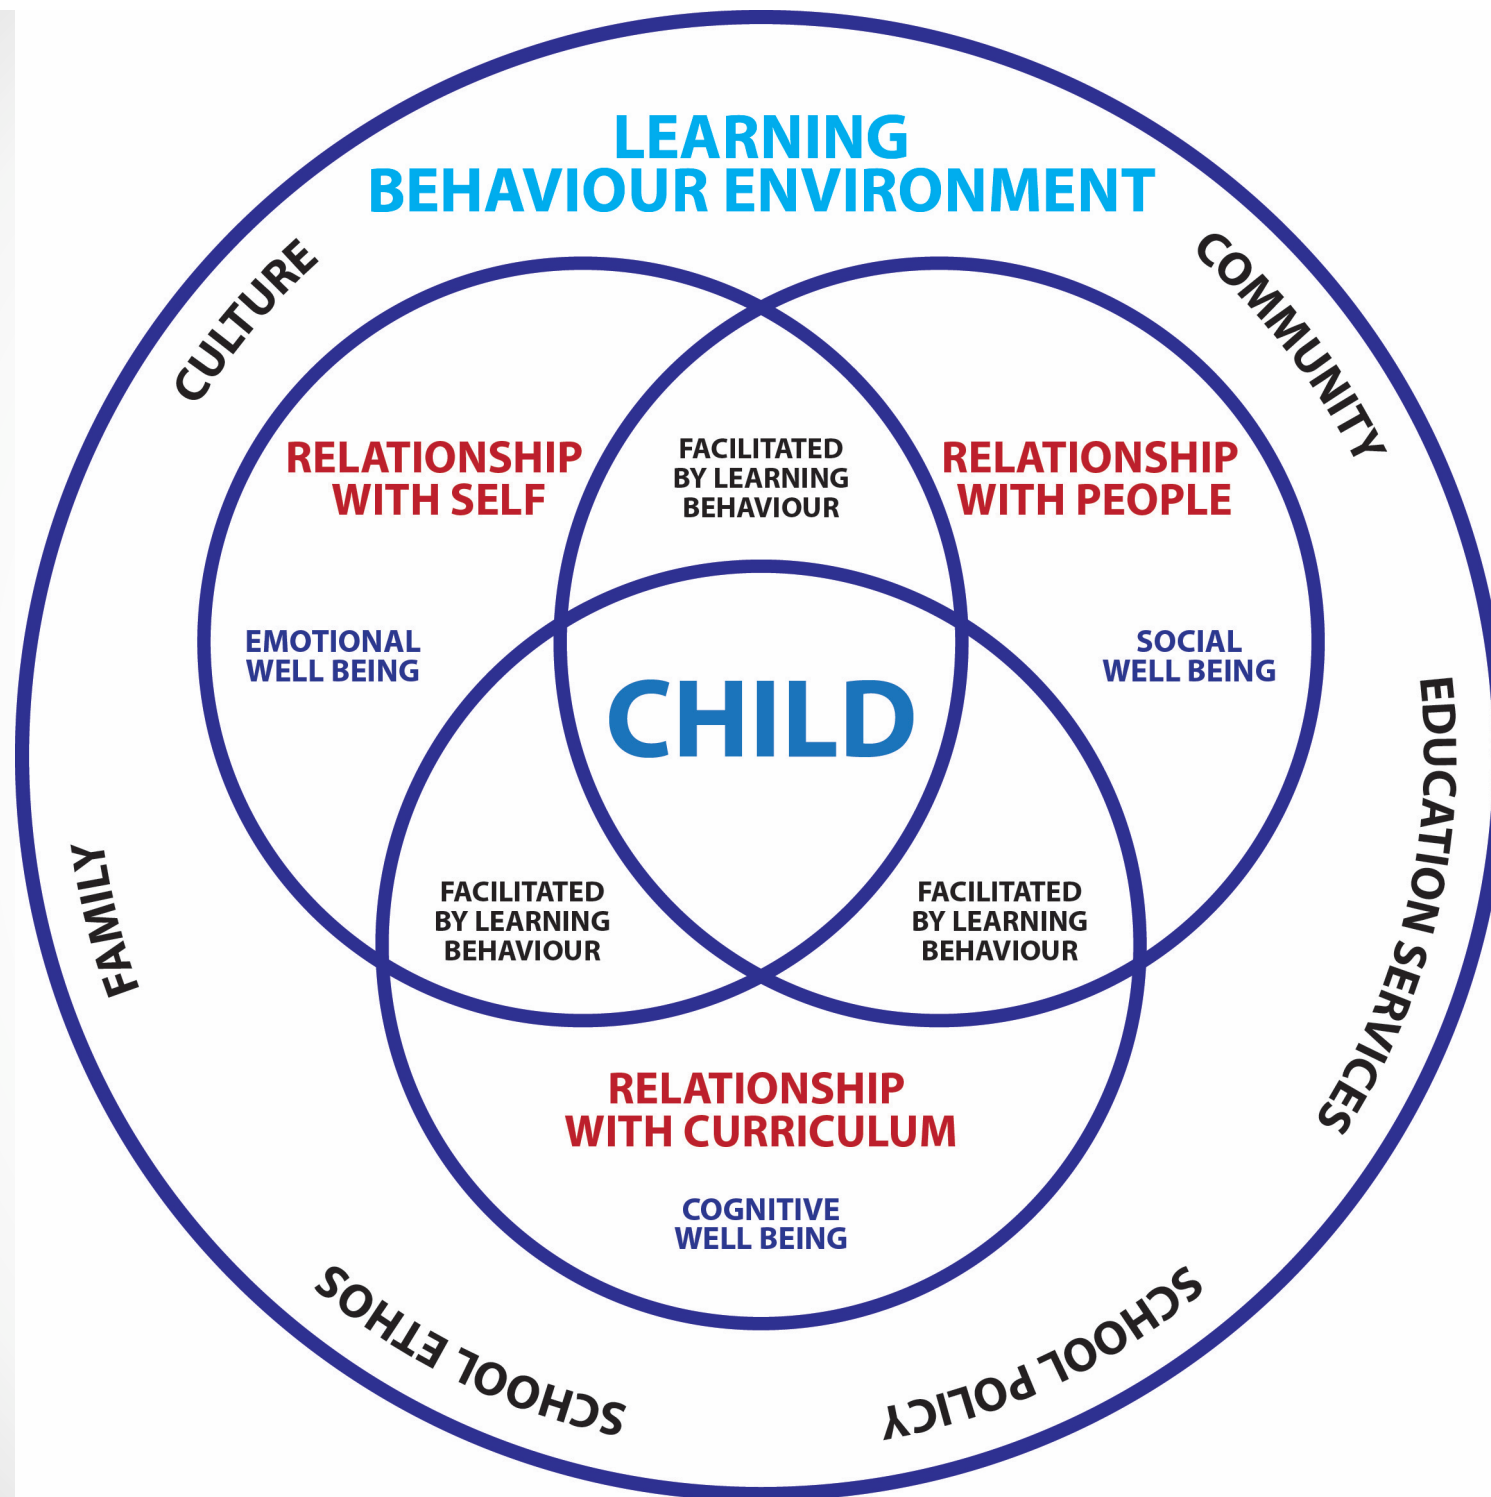 LEARNING
BEHAVIOUR ENVIRONMENT
CULTURE
COMMUNITY
RELATIONSHIP
WITH SELF
FACILITATED
BY LEARNING
BEHAVIOUR
RELATIONSHIP
WITH PEOPLE
EMOTIONAL
WELL BEING
SOCIAL
WELL BEING
CHILD
EDUCATION SERVICES
FAMILY
FACILITATED
BY LEARNING
BEHAVIOUR
FACILITATED
BY LEARNING
BEHAVIOUR
RELATIONSHIP
WITH CURRICULUM
COGNITIVE
WELL BEING
SCHOOL ETHOS
SCHOOL POLICY